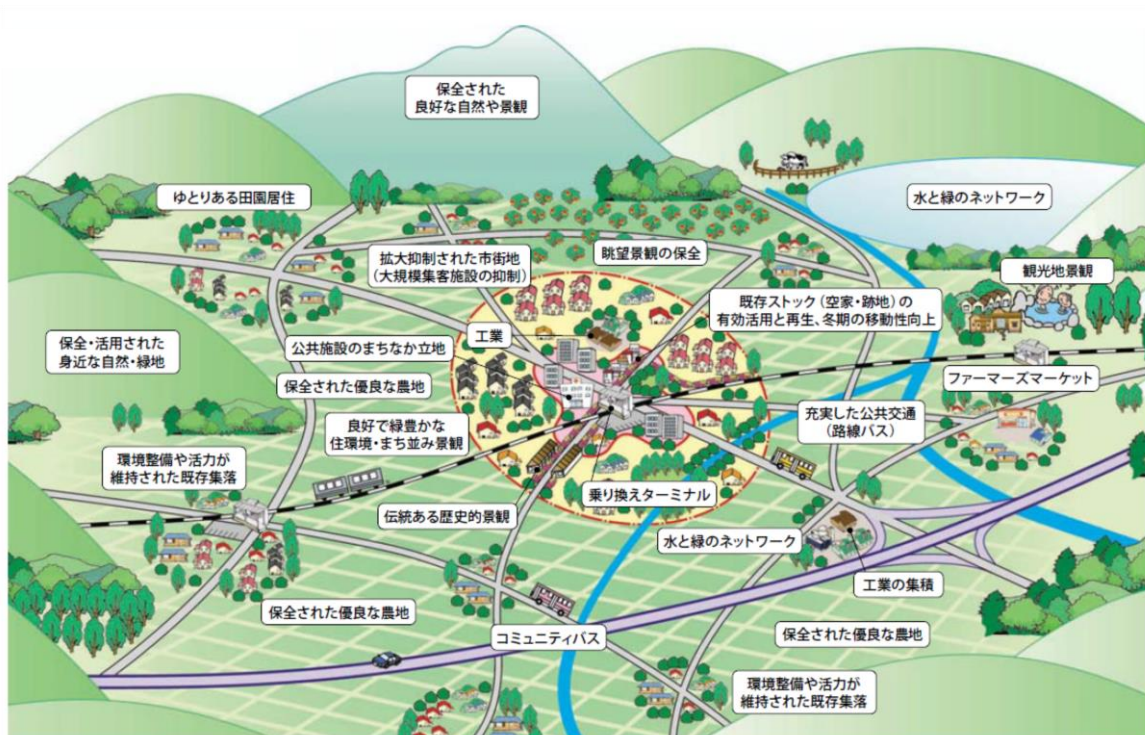 保全された
良好な自然や景観
ゆとりある田園居住
水と緑のネットワーク
拡大抑制された市街地
（大規模集客施設の抑制）
眺望景観の保全
観光地景観
既存ストック（空家・跡地）の
有効活用と再生、冬期の移動性向上
保全・活用された
身近な自然・緑地
公共施設のまちなか立地
工業
保全された優良な農地
ファーマーズマーケット
良好で緑豊かな
住環境・まち並み景観
充実した公共交通
（路線バス）
環境整備や活力が
維持された既存集落
乗り換えターミナル
伝統ある歴史的景観
水と緑のネットワーク
工業の集積
保全された優良な農地
コミュニティバス
保全された優良な農地
環境整備や活力が
維持された既存集落